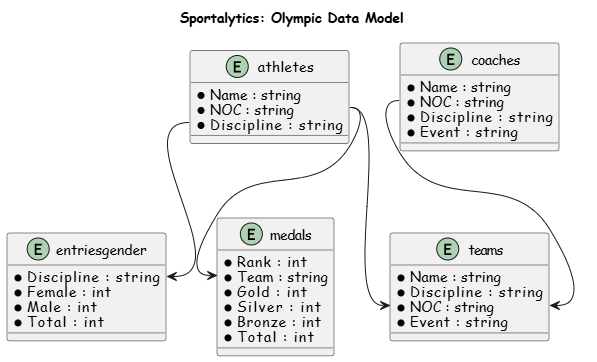 Sportalytics: Olympic Data Model
E athletes
Name : string
NOC : string
Discipline : string
E coaches
Name : string
NOC : string
Discipline : string
Event : string
E entriesgender
Discipline : string
Female : int
Male : int
Total : int
E medals
Rank : int
Team : string
Gold : int
Silver : int
Bronze : int
Total : int
E teams
Name : string
Discipline : string
NOC : string
Event : string